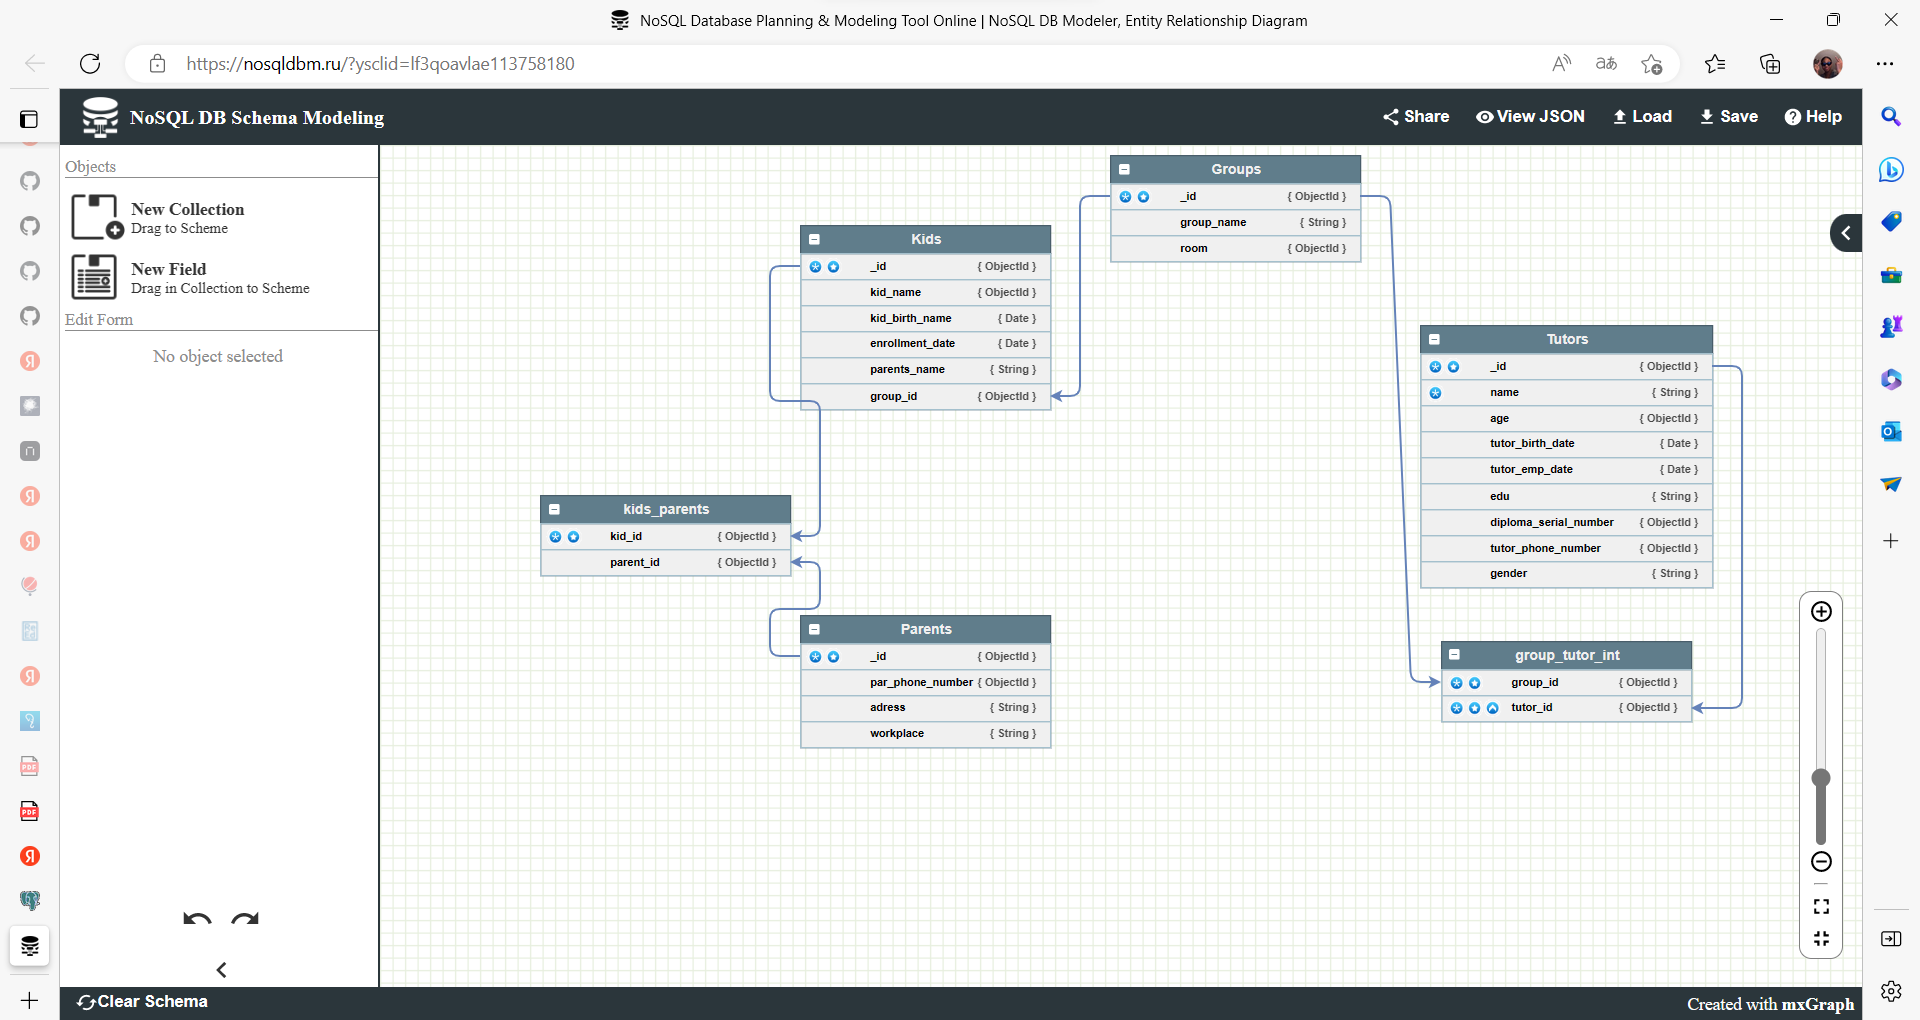 NoSQL Database Planning & Modeling Tool Online | NoSQL DB Modeler, Entity Relationship Diagram
https://nosqldbm.ru/?ysclid=lf3qoavlae113758180
NoSQL DB Schema Modeling
Share
View JSON
Load
Save
Help
Objects
New Collection
Drag to Scheme
New Field
Drag in Collection to Scheme
Edit Form
No object selected
Groups
_id { ObjectId }
group_name { String }
room { ObjectId }
Kids
_id { ObjectId }
kid_name { ObjectId }
kid_birth_name { Date }
enrollment_date { Date }
parents_name { String }
group_id { ObjectId }
Tutors
_id { ObjectId }
name { String }
age { ObjectId }
tutor_birth_date { Date }
tutor_emp_date { Date }
edu { String }
diploma_serial_number { ObjectId }
tutor_phone_number { ObjectId }
gender { String }
kids_parents
kid_id { ObjectId }
parent_id { ObjectId }
Parents
_id { ObjectId }
par_phone_number { ObjectId }
adress { String }
workplace { String }
group_tutor_int
group_id { ObjectId }
tutor_id { ObjectId }
Clear Schema
Created with mxGraph